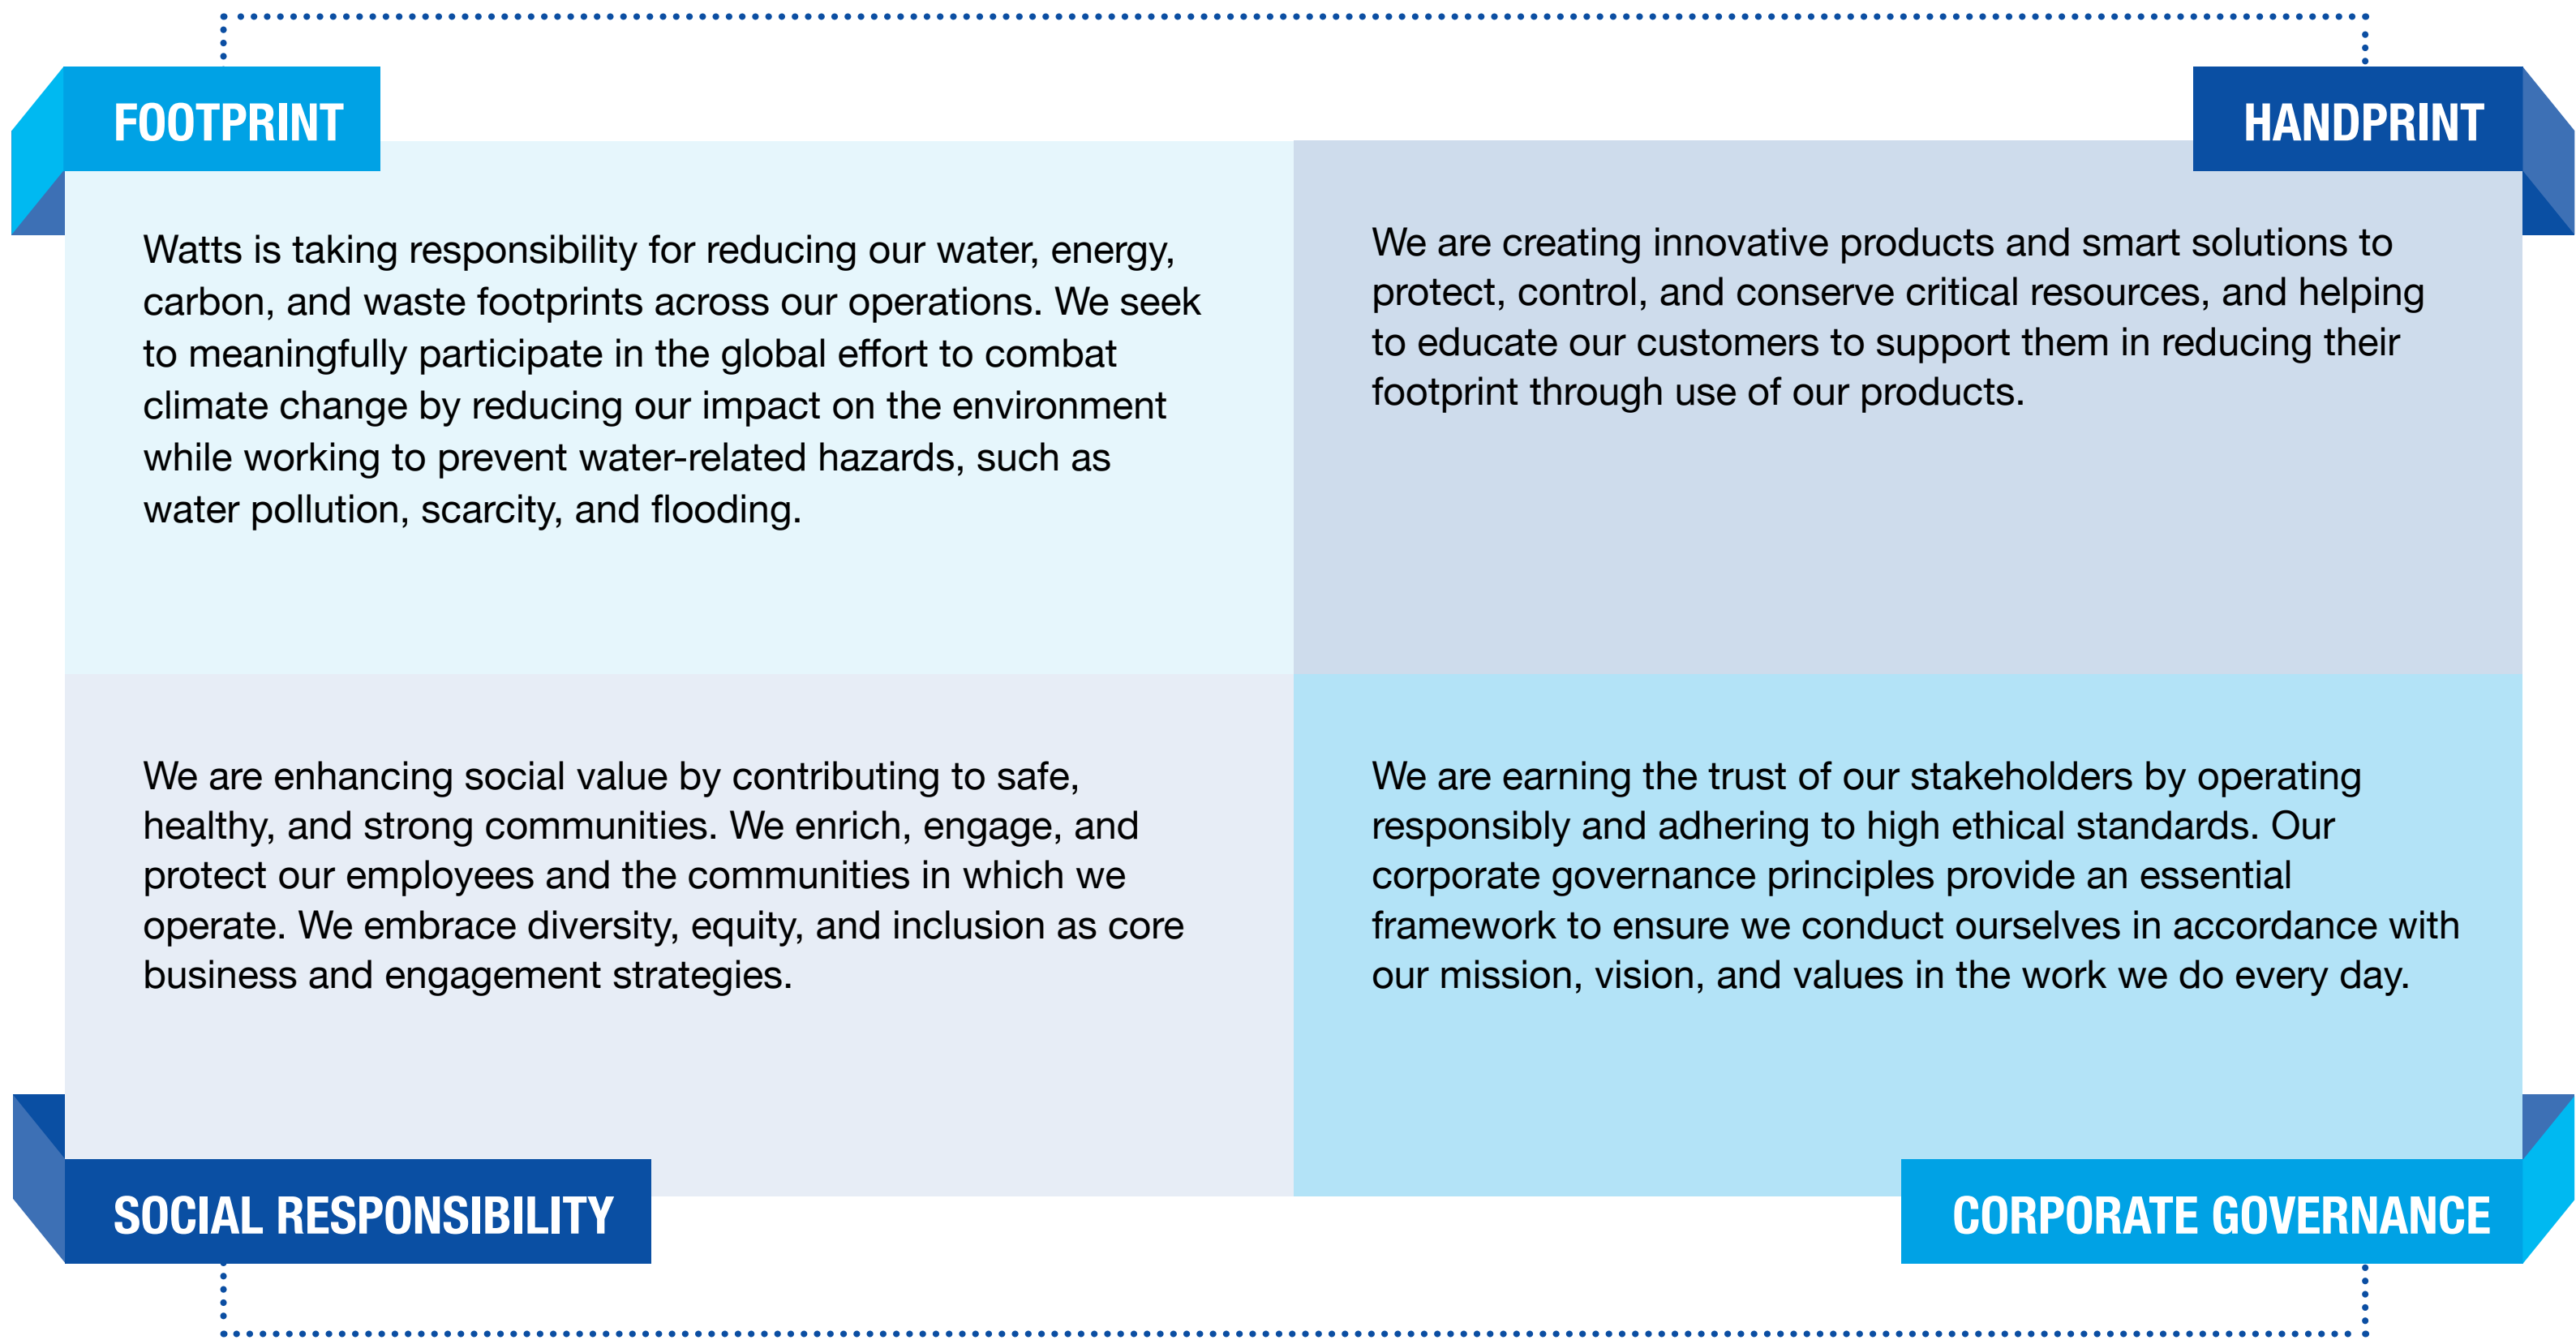 FOOTPRINT
Watts is taking responsibility for reducing our water, energy,
carbon, and waste footprints across our operations. We seek
to meaningfully participate in the global effort to combat
climate change by reducing our impact on the environment
while working to prevent water-related hazards, such as
water pollution, scarcity, and flooding.
HANDPRINT
We are creating innovative products and smart solutions to
protect, control, and conserve critical resources, and helping
to educate our customers to support them in reducing their
footprint through use of our products.
We are enhancing social value by contributing to safe,
healthy, and strong communities. We enrich, engage, and
protect our employees and the communities in which we
operate. We embrace diversity, equity, and inclusion as core
business and engagement strategies.
SOCIAL RESPONSIBILITY
We are earning the trust of our stakeholders by operating
responsibly and adhering to high ethical standards. Our
corporate governance principles provide an essential
framework to ensure we conduct ourselves in accordance with
our mission, vision, and values in the work we do every day.
CORPORATE GOVERNANCE